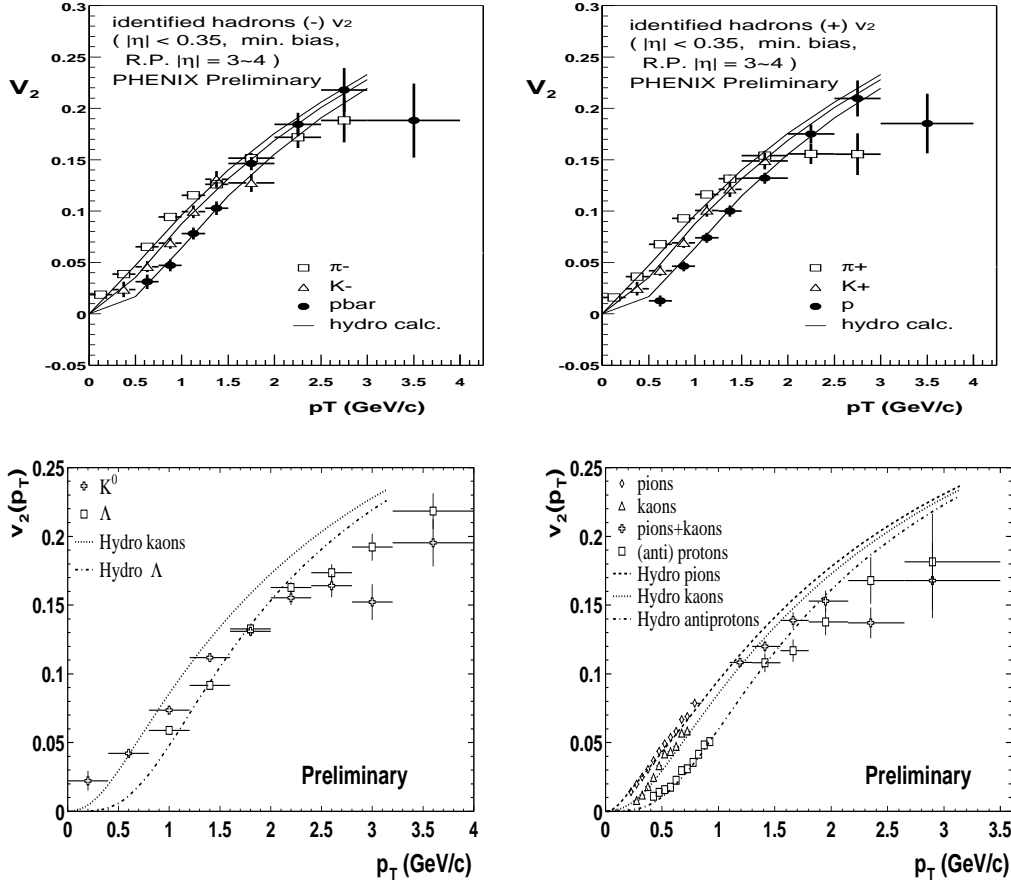 identified hadrons (-) v2
( |η| < 0.35, min. bias,
R.P. |η| = 3~4 )
PHENIX Preliminary
V2
0.3
0.25
0.2
0.15
0.1
0.05
0
-0.05
π-
K-
pbar
hydro calc.
0 0.5 1 1.5 2 2.5 3 3.5 4
pT (GeV/c)
identified hadrons (+) v2
( |η| < 0.35, min. bias,
R.P. |η| = 3~4 )
PHENIX Preliminary
V2
0.3
0.25
0.2
0.15
0.1
0.05
0
-0.05
π+
K+
p
hydro calc.
0 0.5 1 1.5 2 2.5 3 3.5 4
pT (GeV/c)
v2(pT)
0.25
0.2
0.15
0.1
0.05
0
K0
Λ
Hydro kaons
Hydro Λ
Preliminary
0 0.5 1 1.5 2 2.5 3 3.5 4
pT (GeV/c)
v2(pT)
0.25
0.2
0.15
0.1
0.05
0
pions
kaons
pions+kaons
(anti) protons
Hydro pions
Hydro kaons
Hydro antiprotons
Preliminary
0 0.5 1 1.5 2 2.5 3 3.5
pT (GeV/c)